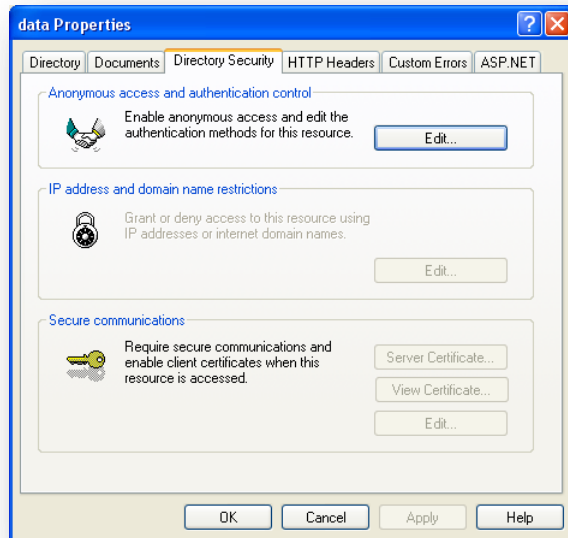 data Properties
Directory Documents Directory Security HTTP Headers Custom Errors ASP.NET
Anonymous access and authentication control
Enable anonymous access and edit the
authentication methods for this resource.
Edit...
IP address and domain name restrictions
Grant or deny access to this resource using
IP addresses or internet domain names.
Edit...
Secure communications
Require secure communications and
enable client certificates when this
resource is accessed.
Server Certificate...
View Certificate...
Edit...
OK Cancel Apply Help